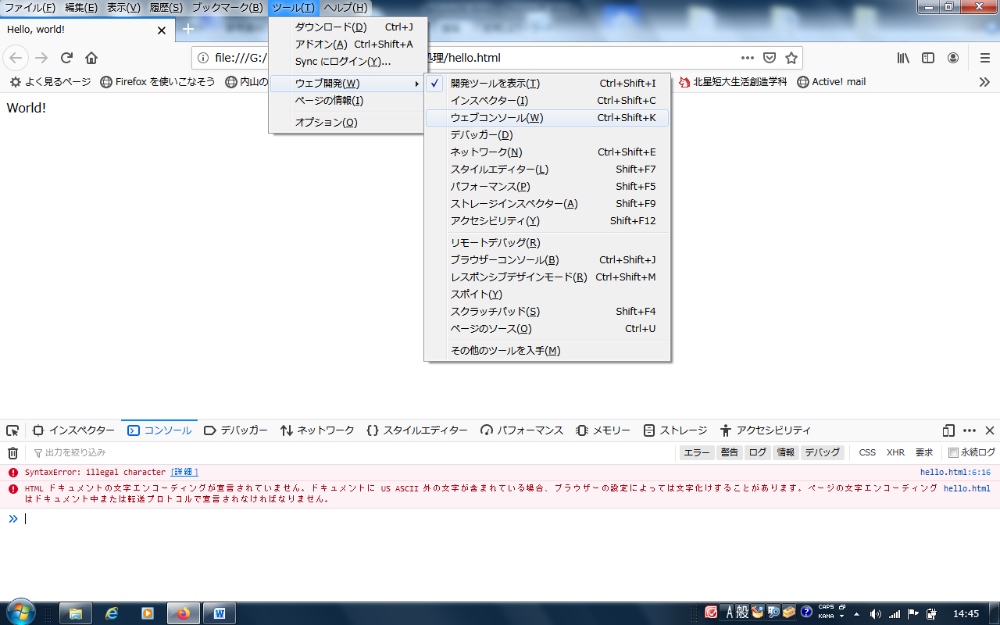 ファイル(F) 編集(E) 表示(V) 履歴(S) ブックマーク(B) ツール(T) ヘルプ(H)
Hello, world!
ダウンロード(D) Ctrl+J
アドオン(A) Ctrl+Shift+A
Sync にログイン(Y)...
ウェブ開発(W)
ページの情報(I)
オプション(O)
file:///G:/ 処理/hello.html
よく見るページ Firefox を使いこなそう 内山の 北星短大生活創造学科 Active! mail
World!
開発ツールを表示(T) Ctrl+Shift+I
インスペクター(I) Ctrl+Shift+C
ウェブコンソール(W) Ctrl+Shift+K
デバッガー(D)
ネットワーク(N) Ctrl+Shift+E
スタイルエディター(L) Shift+F7
パフォーマンス(P) Shift+F5
ストレージインスペクター(A) Shift+F9
アクセシビリティ(Y) Shift+F12
リモートデバッグ(R)
ブラウザーコンソール(B) Ctrl+Shift+J
レスポンシブデザインモード(R) Ctrl+Shift+M
スポイト(Y)
スクラッチパッド(S) Shift+F4
ページのソース(O) Ctrl+U
その他のツールを入手(M)
インスペクター コンソール デバッガー ネットワーク スタイルエディター パフォーマンス メモリー ストレージ アクセシビリティ
出力を絞り込み エラー 警告 ログ 情報 デバッグ CSS XHR 要求 永続ログ
SyntaxError: illegal character [詳細] hello.html:6:16
HTML ドキュメントの文字エンコーディングが宣言されていません。ドキュメントに US ASCII 外の文字が含まれている場合、ブラウザーの設定によっては文字化けすることがあります。ページの文字エンコーディング hello.html
はドキュメント中または転送プロトコルで宣言されなければなりません。
A 般 CAPS KANA 14:45